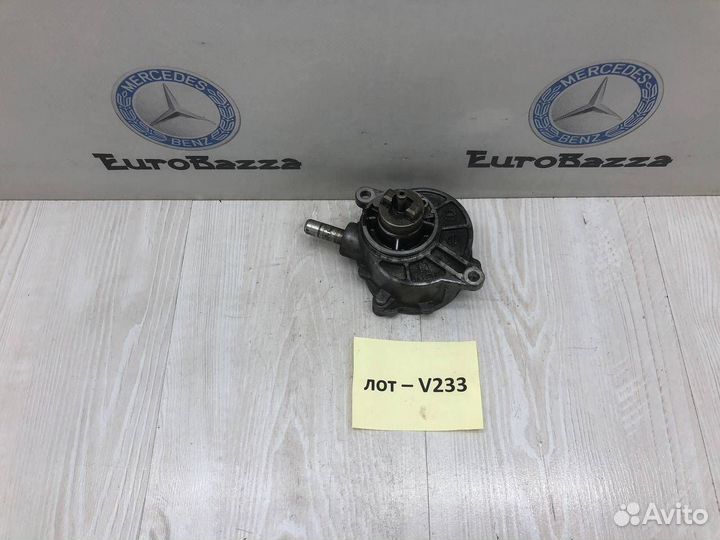 MERCEDES
BENZ
EUROBAZZA
MERCEDES
BENZ
EUROBAZZA
лот – V233
Avito